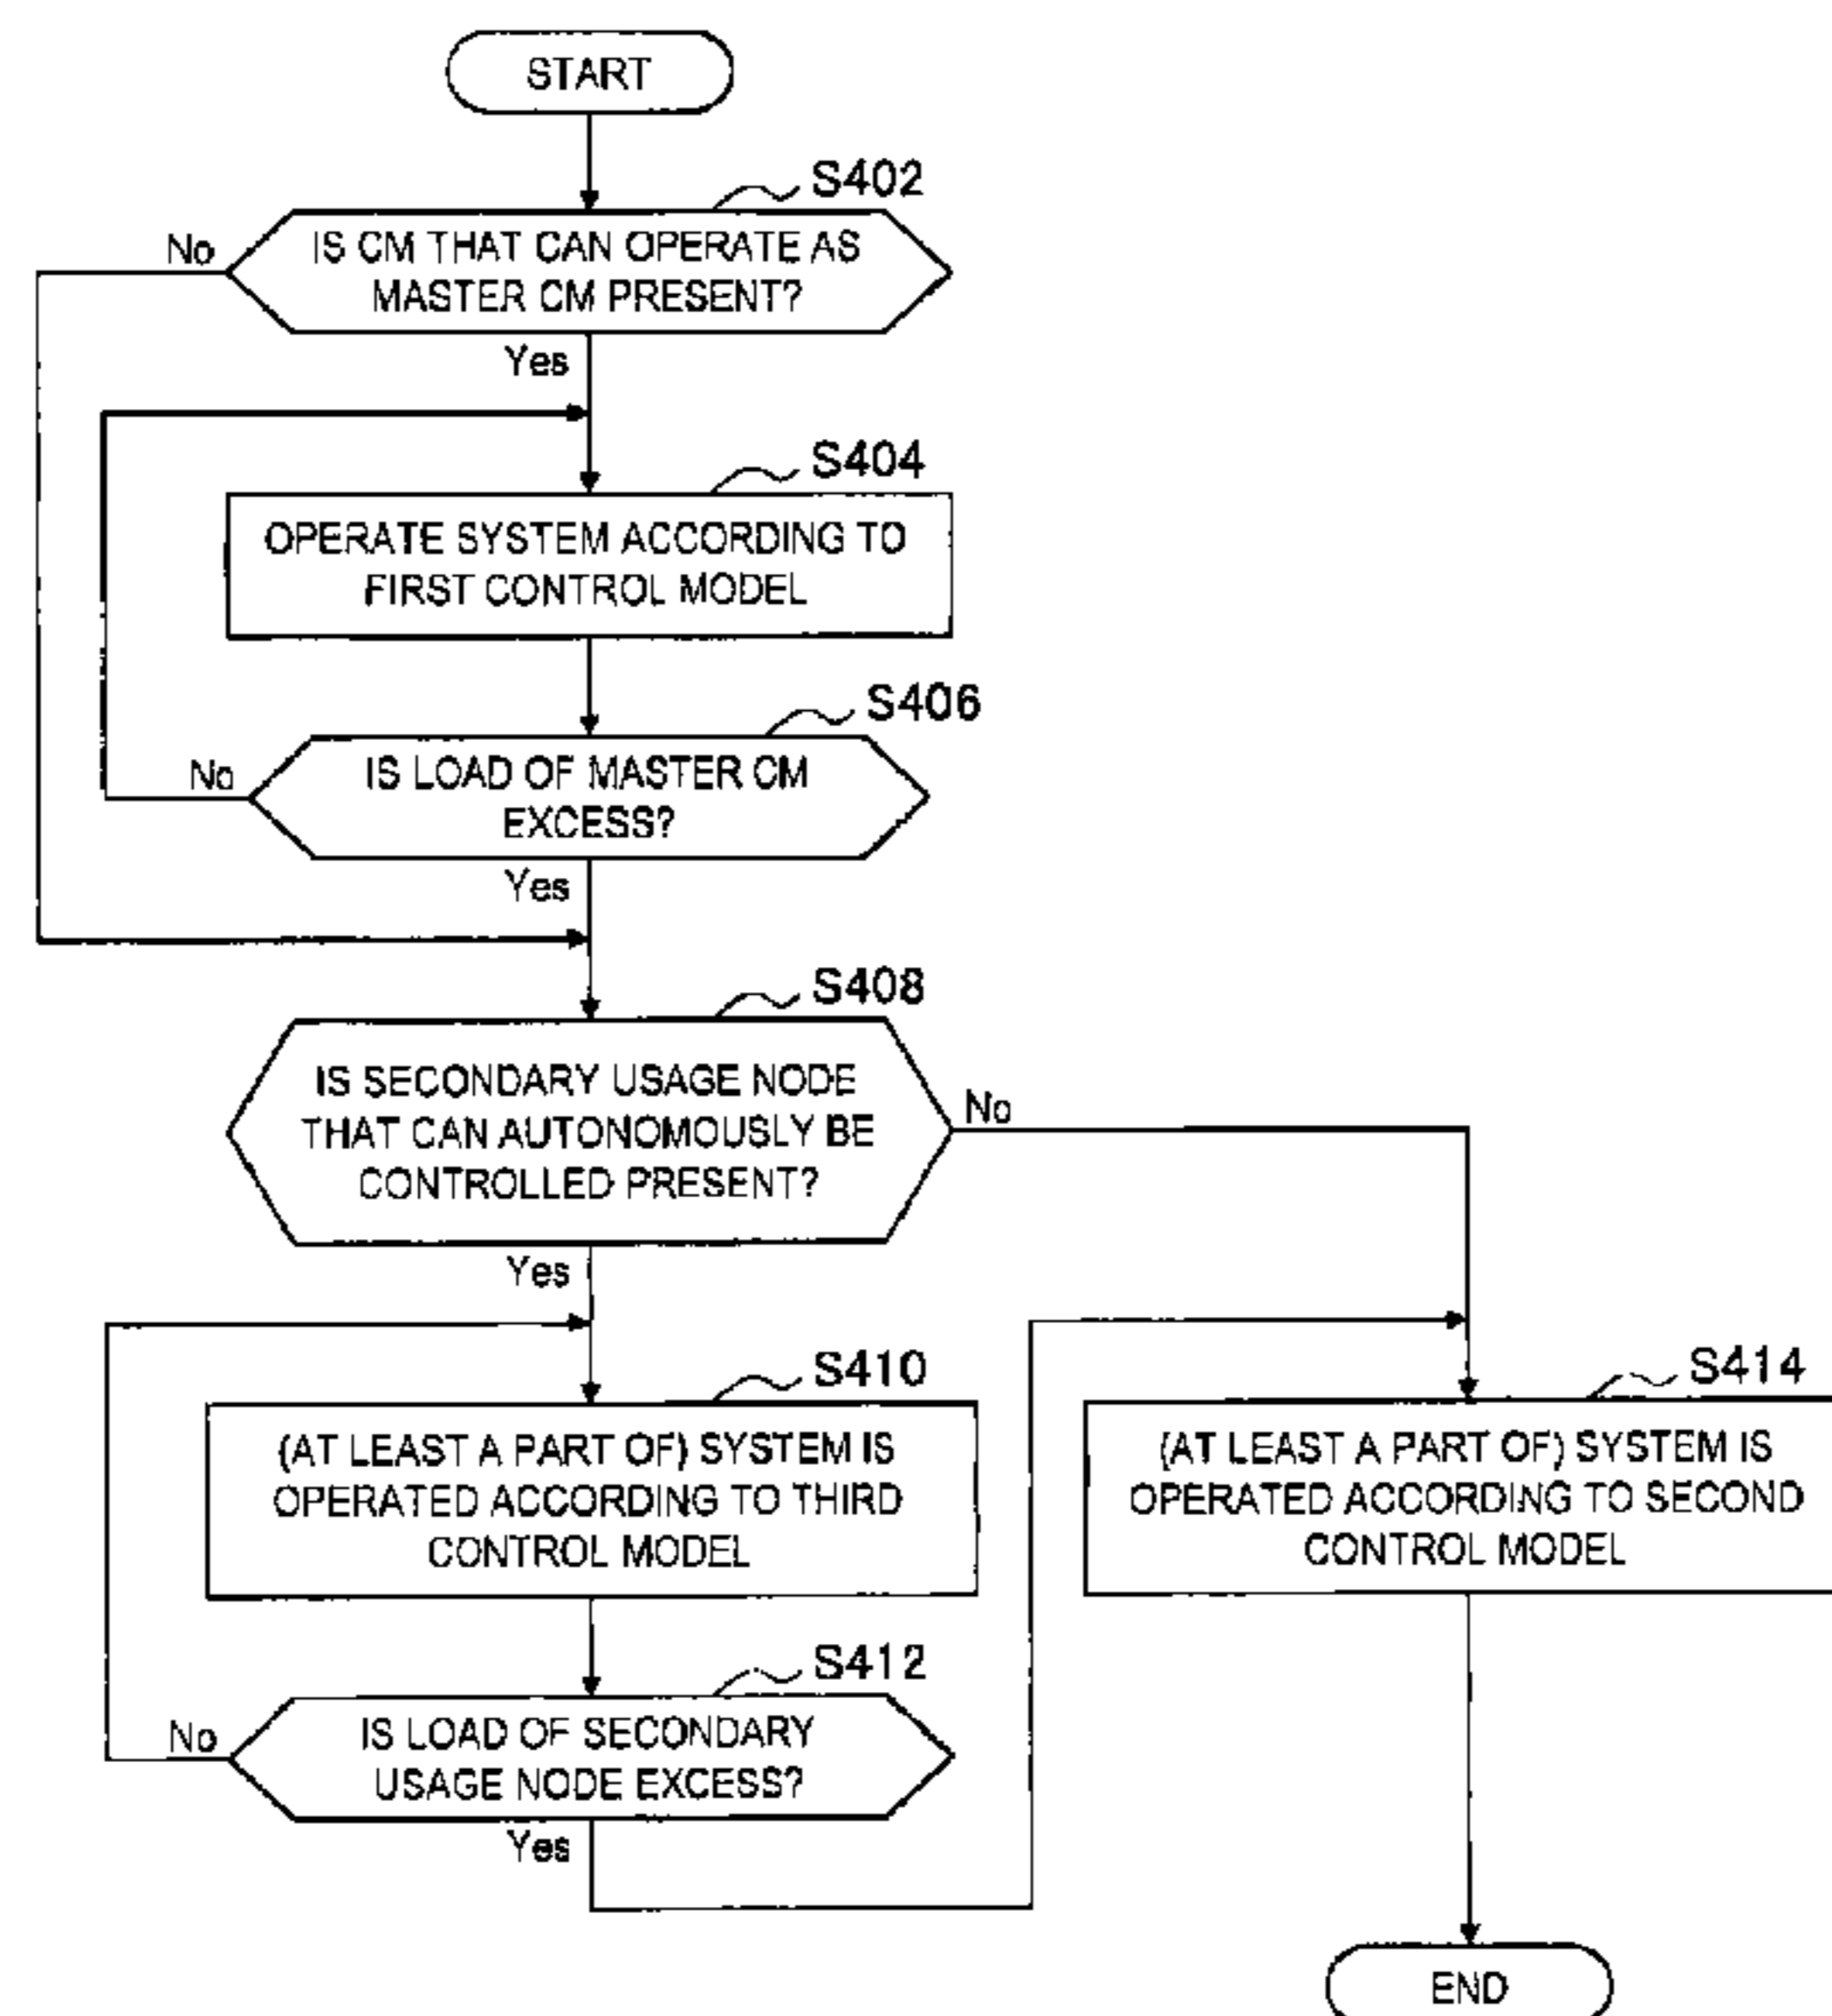 START
S402
IS CM THAT CAN OPERATE AS
MASTER CM PRESENT?
No
Yes
S404
OPERATE SYSTEM ACCORDING TO
FIRST CONTROL MODEL
S406
IS LOAD OF MASTER CM
EXCESS?
No
Yes
S408
IS SECONDARY USAGE NODE
THAT CAN AUTONOMOUSLY BE
CONTROLLED PRESENT?
No
Yes
S410
(AT LEAST A PART OF) SYSTEM IS
OPERATED ACCORDING TO THIRD
CONTROL MODEL
S414
(AT LEAST A PART OF) SYSTEM IS
OPERATED ACCORDING TO SECOND
CONTROL MODEL
S412
IS LOAD OF SECONDARY
USAGE NODE EXCESS?
No
Yes
END